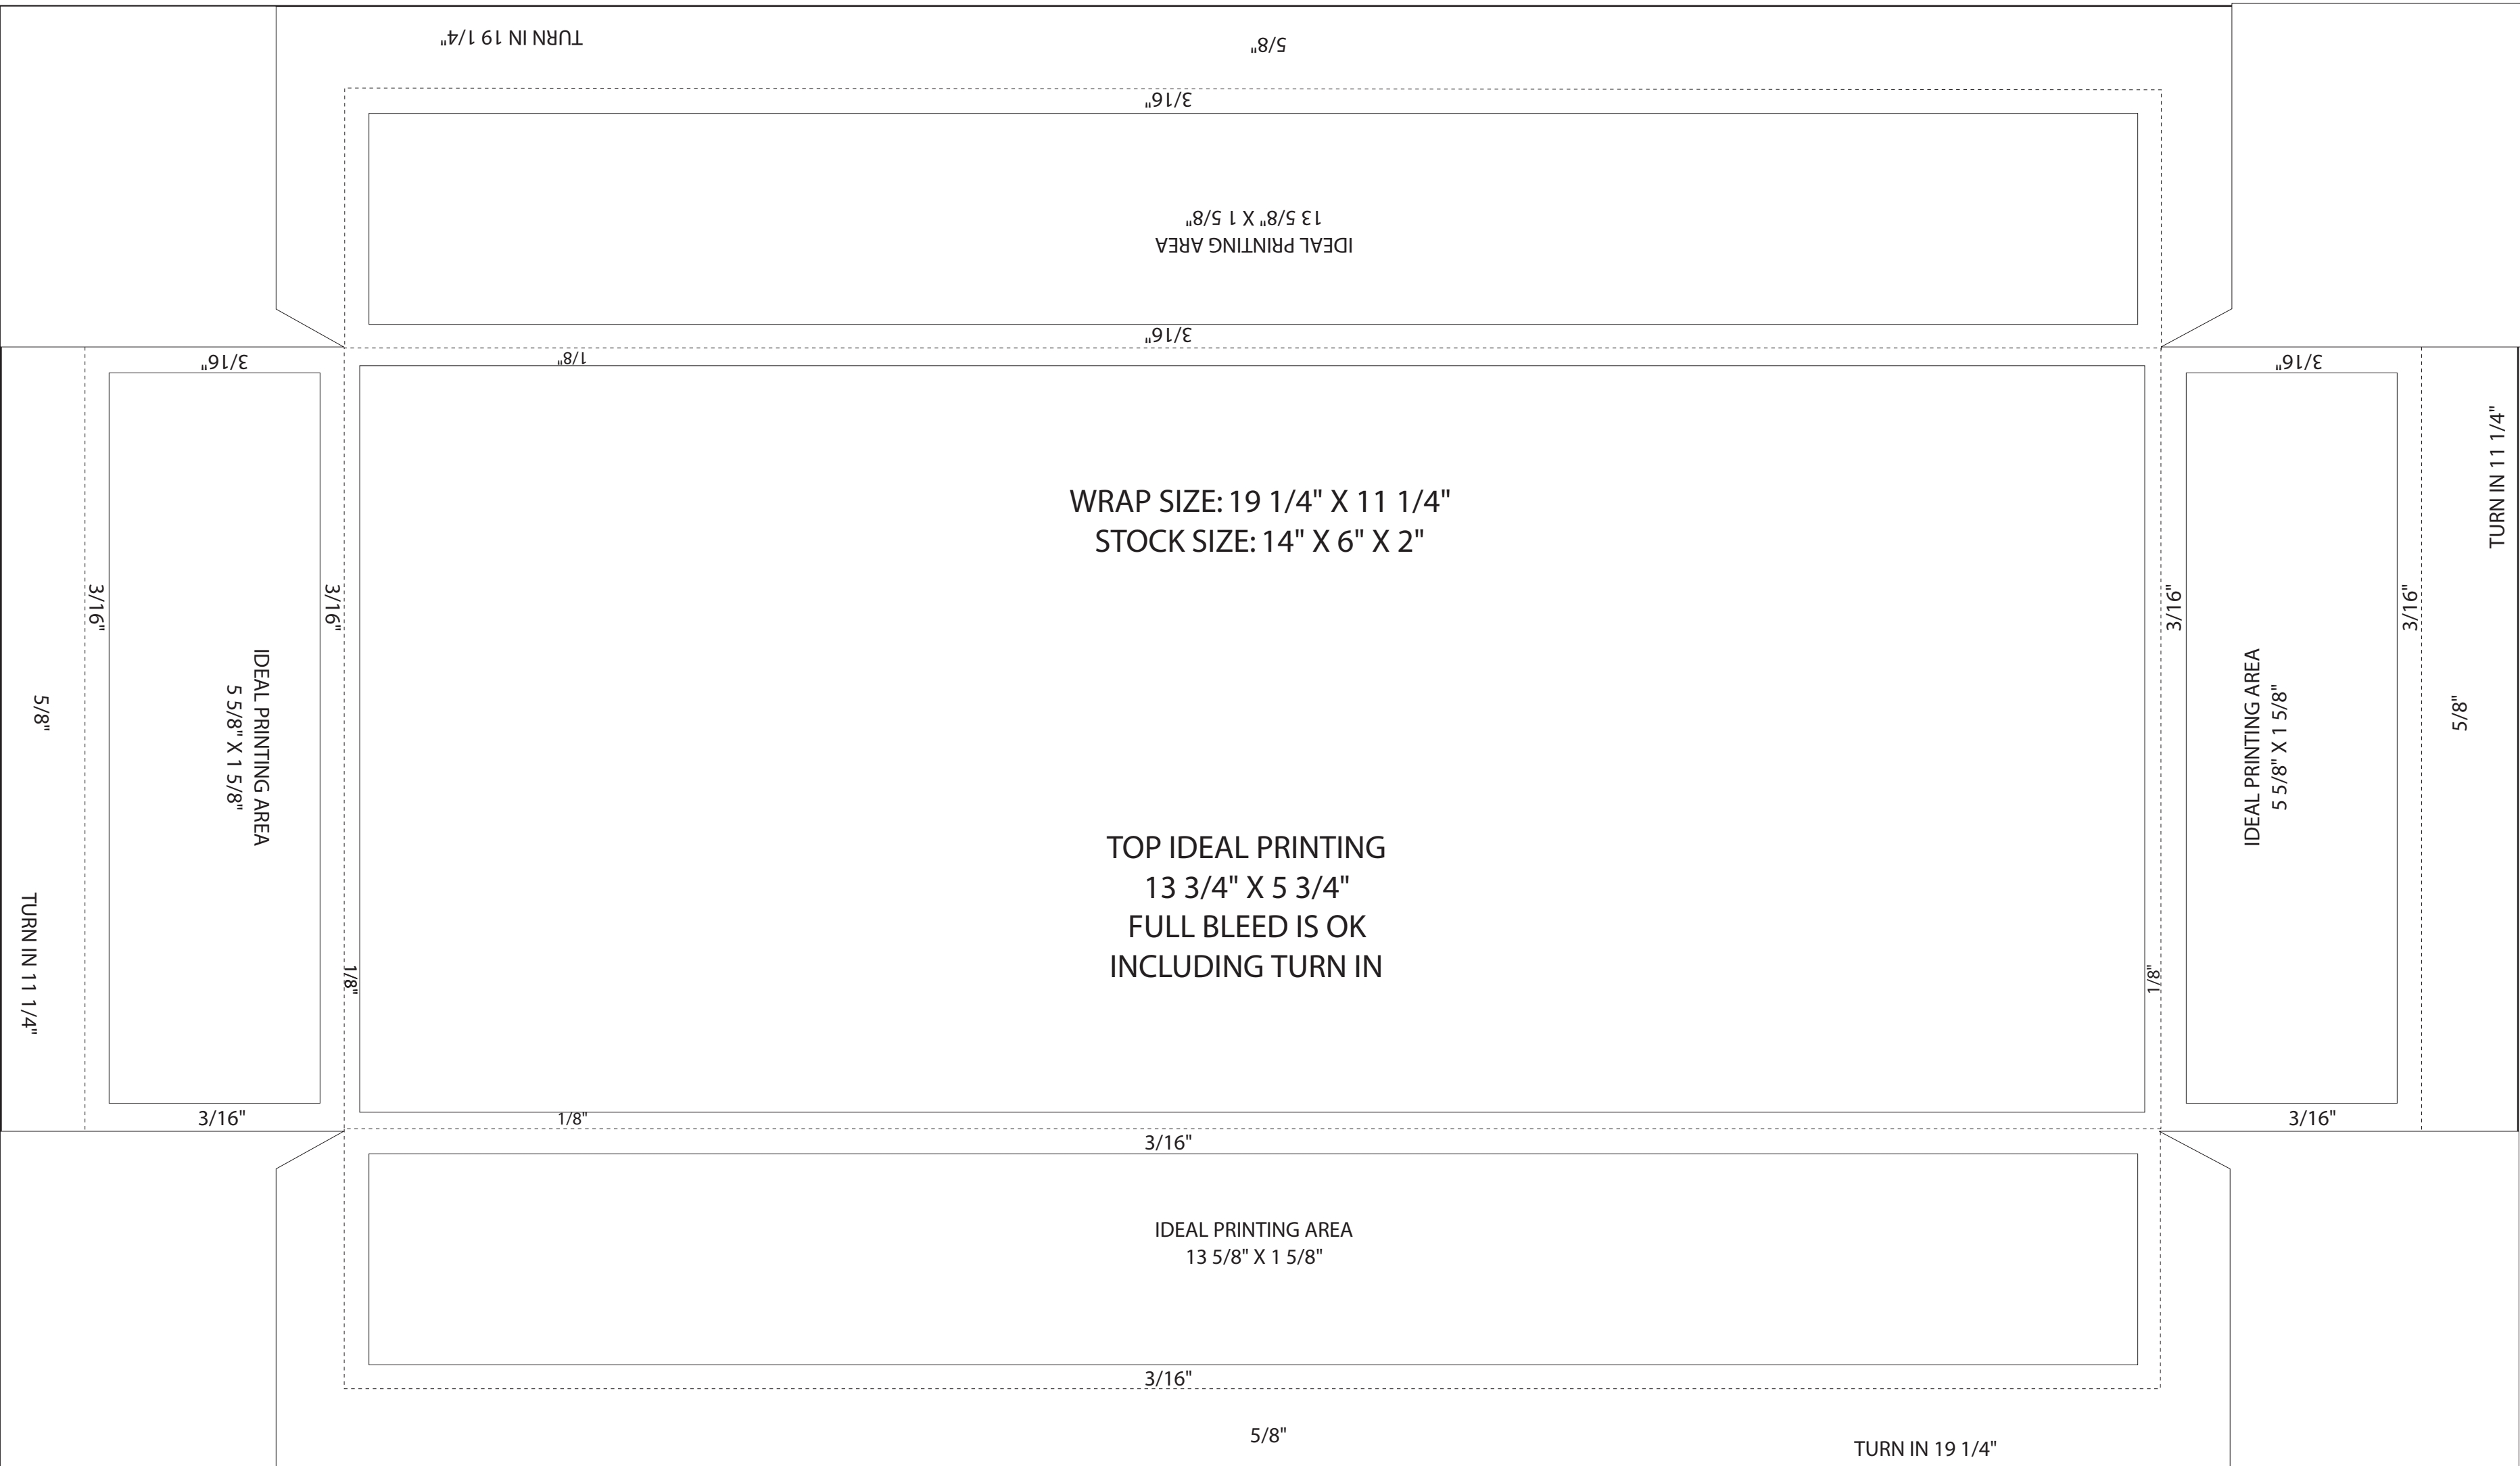 TURN IN 19 1/4"
5/8"
3/16"
IDEAL PRINTING AREA
13 5/8" X 1 5/8"
3/16"
3/16"
1/8"
3/16"
TURN IN 11 1/4"
WRAP SIZE: 19 1/4" X 11 1/4"
STOCK SIZE: 14" X 6" X 2"
3/16"
3/16"
3/16"
3/16"
5/8"
IDEAL PRINTING AREA
5 5/8" X 1 5/8"
IDEAL PRINTING AREA
5 5/8" X 1 5/8"
5/8"
TOP IDEAL PRINTING
13 3/4" X 5 3/4"
FULL BLEED IS OK
INCLUDING TURN IN
TURN IN 11 1/4"
1/8"
1/8"
3/16"
1/8"
3/16"
3/16"
IDEAL PRINTING AREA
13 5/8" X 1 5/8"
3/16"
5/8"
TURN IN 19 1/4"